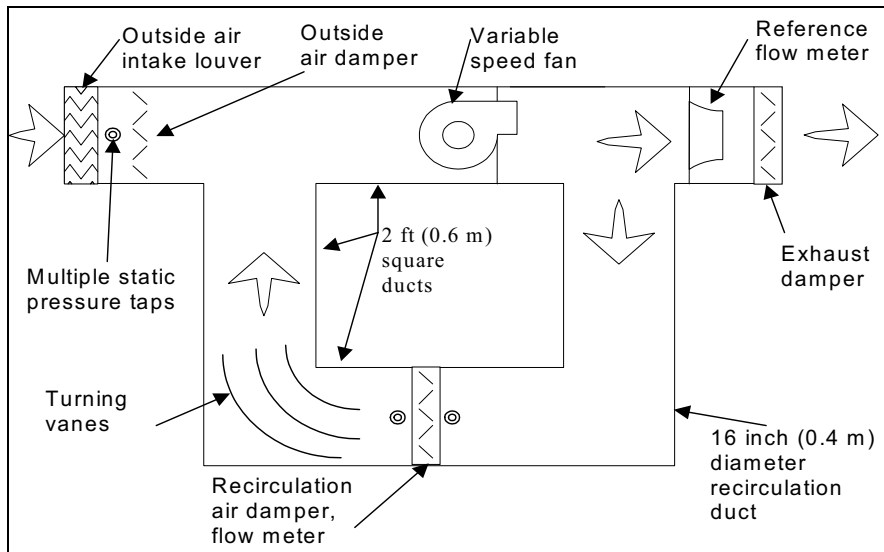 Outside air
intake louver
Outside
air damper
Variable
speed fan
Reference
flow meter
Multiple static
pressure taps
2 ft (0.6 m)
square
ducts
Exhaust
damper
Turning
vanes
Recirculation
air damper,
flow meter
16 inch (0.4 m)
diameter
recirculation
duct